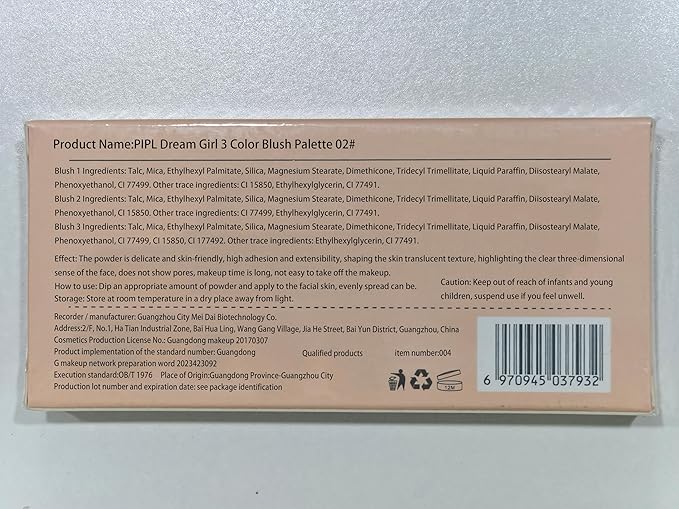 Product Name:PIPL Dream Girl 3 Color Blush Palette 02#
Blush 1 Ingredients: Talc, Mica, Ethylhexyl Palmitate, Silica, Magnesium Stearate, Dimethicone, Tridecyl Trimellitate, Liquid Paraffin, Diisostearyl Malate,
Phenoxyethanol, CI 77499. Other trace ingredients: CI 15850, Ethylhexylglycerin, CI 77491.
Blush 2 Ingredients: Talc, Mica, Ethylhexyl Palmitate, Silica, Magnesium Stearate, Dimethicone, Tridecyl Trimellitate, Liquid Paraffin, Diisostearyl Malate,
Phenoxyethanol, CI 15850. Other trace ingredients: CI 77499, Ethylhexylglycerin, CI 77491.
Blush 3 Ingredients: Talc, Mica, Ethylhexyl Palmitate, Silica, Magnesium Stearate, Dimethicone, Tridecyl Trimellitate, Liquid Paraffin, Diisostearyl Malate,
Phenoxyethanol, CI 77499, CI 15850, CI 177492. Other trace ingredients: Ethylhexylglycerin, CI 77491.
Effect: The powder is delicate and skin-friendly, high adhesion and extensibility, shaping the skin translucent texture, highlighting the clear three-dimensional
sense of the face, does not show pores, makeup time is long, not easy to take off the makeup.
How to use: Dip an appropriate amount of powder and apply to the facial skin, evenly spread can be.
Storage: Store at room temperature in a dry place away from light.
Caution: Keep out of reach of infants and young
children, suspend use if you feel unwell.
Recorder / manufacturer: Guangzhou City Mei Dai Biotechnology Co.
Address:2/F, No.1, Ha Tian Industrial Zone, Bai Hua Ling, Wang Gang Village, Jia He Street, Bai Yun District, Guangzhou, China
Cosmetics Production License No.: Guangdong makeup 20170307
Product implementation of the standard number: Guangdong
Qualified products
item number:004
G makeup network preparation word 2023423092
Execution standard:OB/T 1976 Place of Origin:Guangdong Province-Guangzhou City
Production lot number and expiration date: see package identification
12M
6 970945 037932